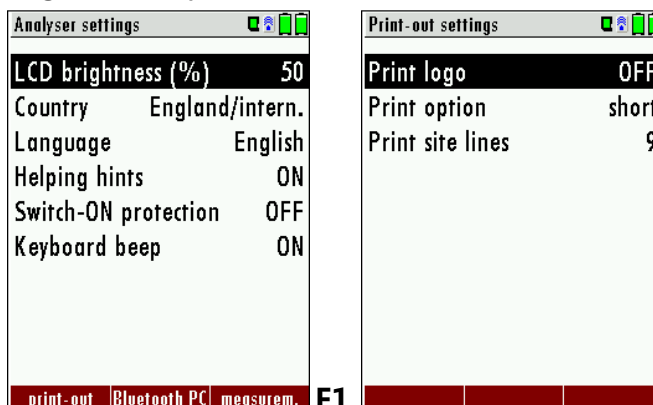 Analyser settings
LCD brightness (%) 50
Country England/intern.
Language English
Helping hints ON
Switch-ON protection OFF
Keyboard beep ON
print-out Bluetooth PC measurem.
F1
Print-out settings
Print logo OFF
Print option short
Print site lines 9